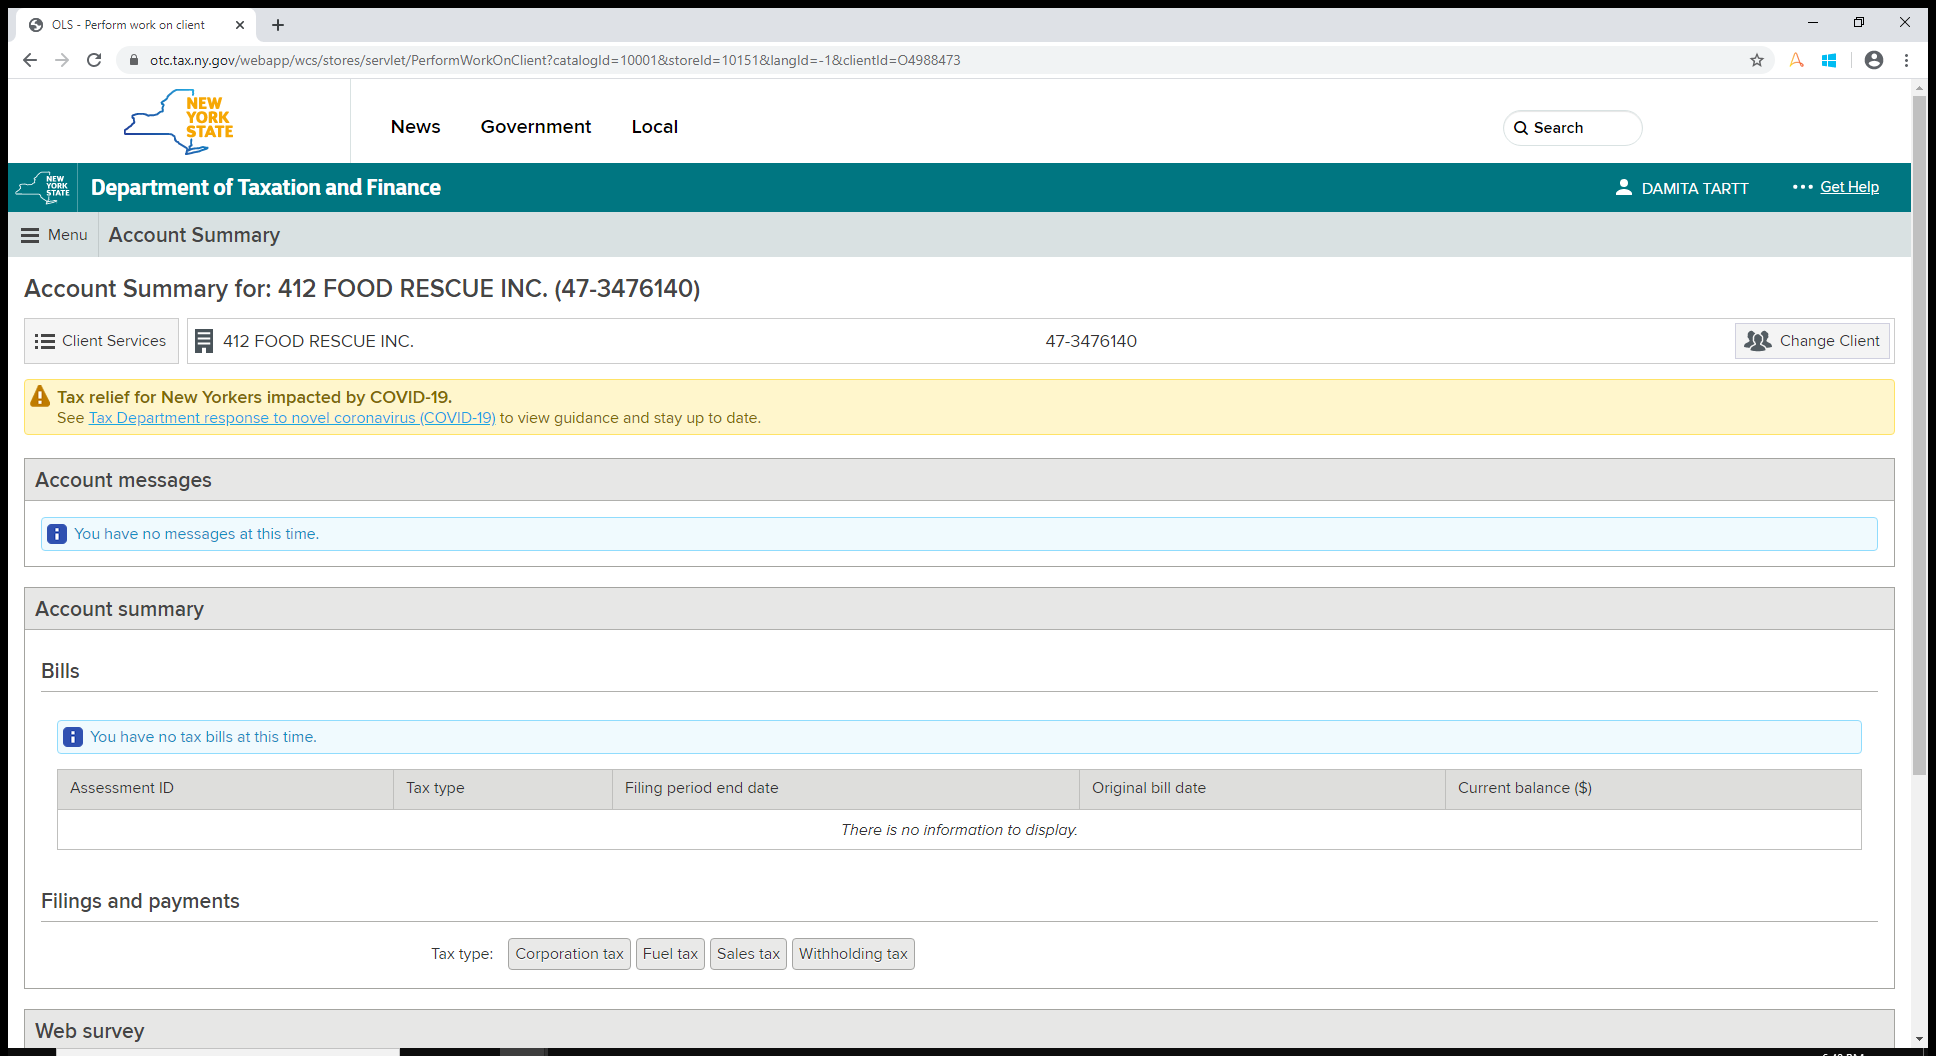 OLS - Perform work on client
otc.tax.ny.gov/webapp/wcs/stores/servlet/PerformWorkOnClient?catalogId=10001&storeId=10151&langId=-1&clientId=O4988473
NEW
YORK
STATE
News Government Local
Search
NEW
YORK
STATE
Department of Taxation and Finance
DAMITA TARTT
Get Help
Menu
Account Summary
Account Summary for: 412 FOOD RESCUE INC. (47-3476140)
Client Services
412 FOOD RESCUE INC.
47-3476140
Change Client
Tax relief for New Yorkers impacted by COVID-19.
See Tax Department response to novel coronavirus (COVID-19) to view guidance and stay up to date.
Account messages
You have no messages at this time.
Account summary
Bills
You have no tax bills at this time.
Assessment ID Tax type Filing period end date Original bill date Current balance ($)
There is no information to display.
Filings and payments
Tax type: Corporation tax Fuel tax Sales tax Withholding tax
Web survey